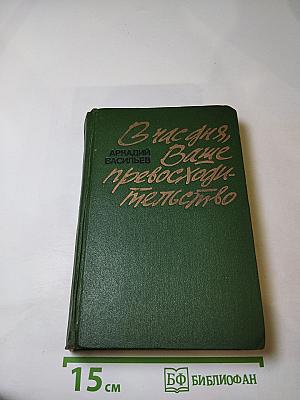 В час дня,
АРКАДИЙ
ВАСИЛЬЕВ
Ваше
превосходи-
тельство
15 см
БФ БИБЛИОФАН